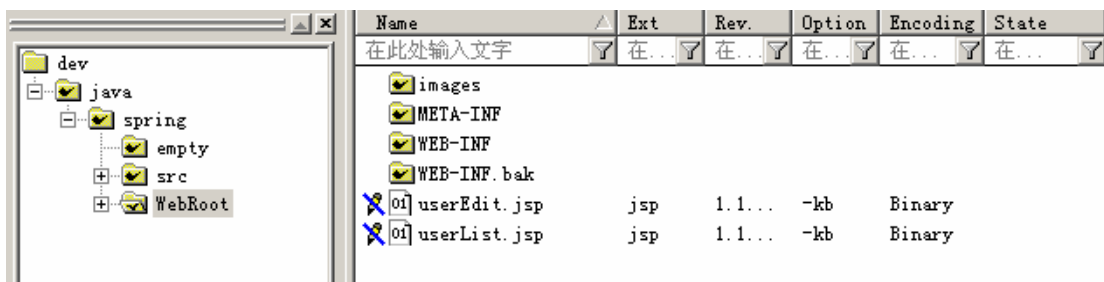 Name Ext Rev. Option Encoding State
在此处输入文字 在... 在... 在... 在... 在...
dev
java
spring
empty
src
WebRoot
images
META-INF
WEB-INF
WEB-INF.bak
userEdit.jsp jsp 1.1... -kb Binary
userList.jsp jsp 1.1... -kb Binary